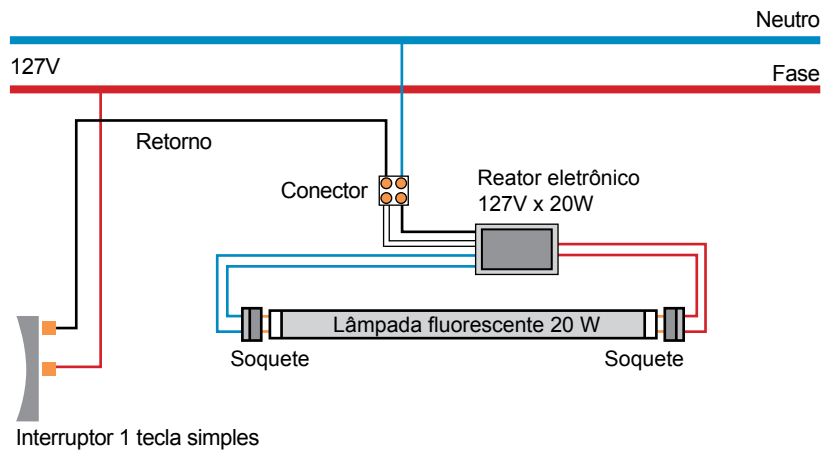 Neutro
127V
Fase
Retorno
Conector
Reator eletrônico
127V x 20W
Lâmpada fluorescente 20 W
Soquete
Soquete
Interruptor 1 tecla simples